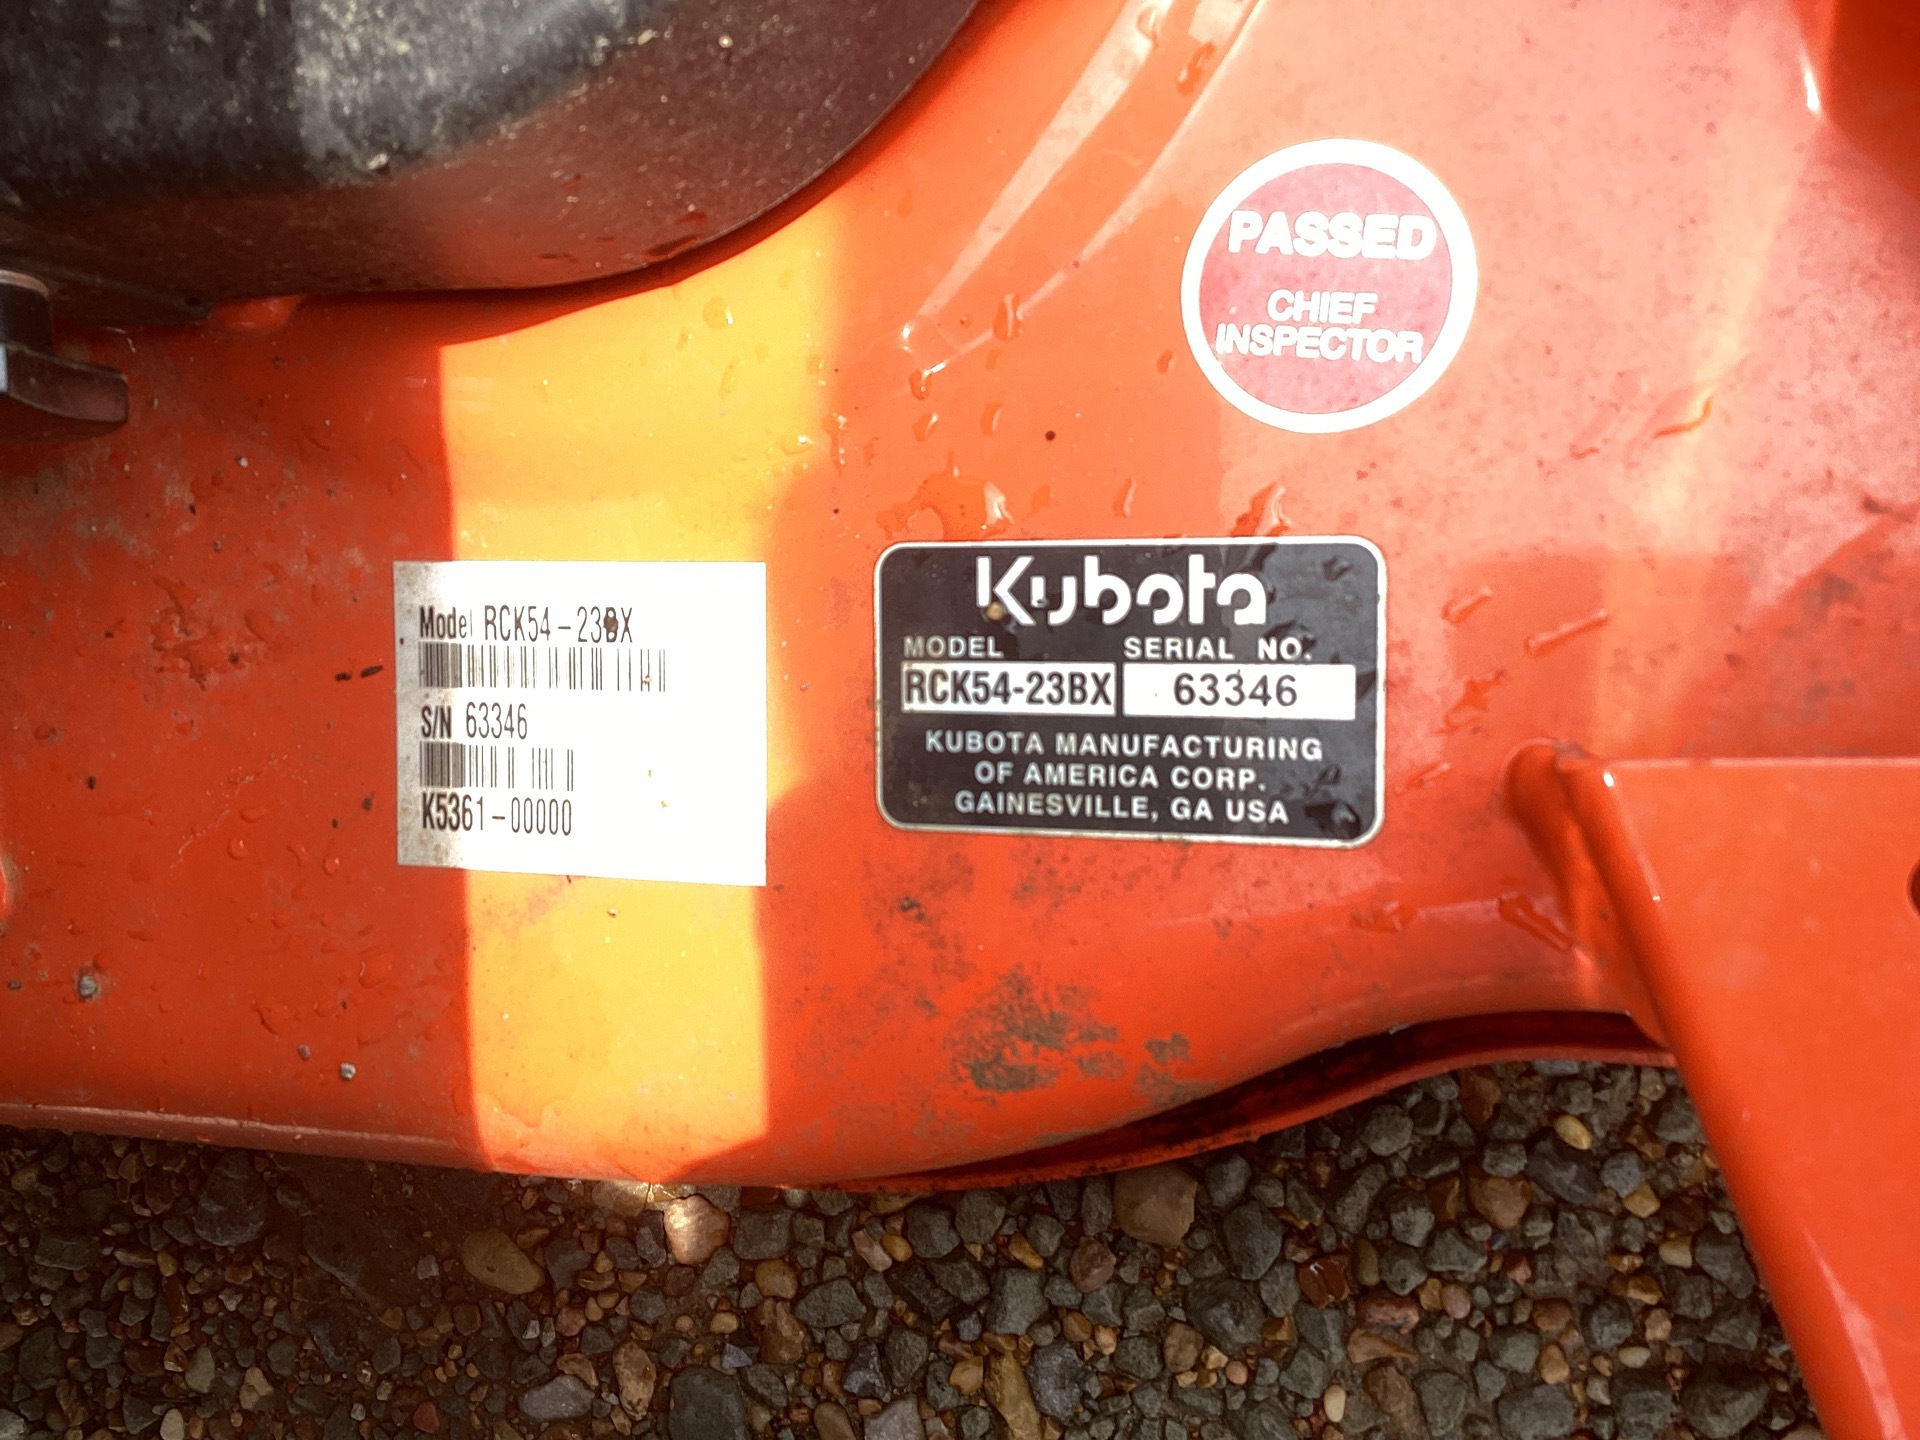 PASSED
CHIEF
INSPECTOR
Model RCK54-23BX
S/N 63346
K5361-00000
Kubota
MODEL SERIAL NO.
RCK54-23BX 63346
KUBOTA MANUFACTURING
OF AMERICA CORP.
GAINESVILLE, GA USA